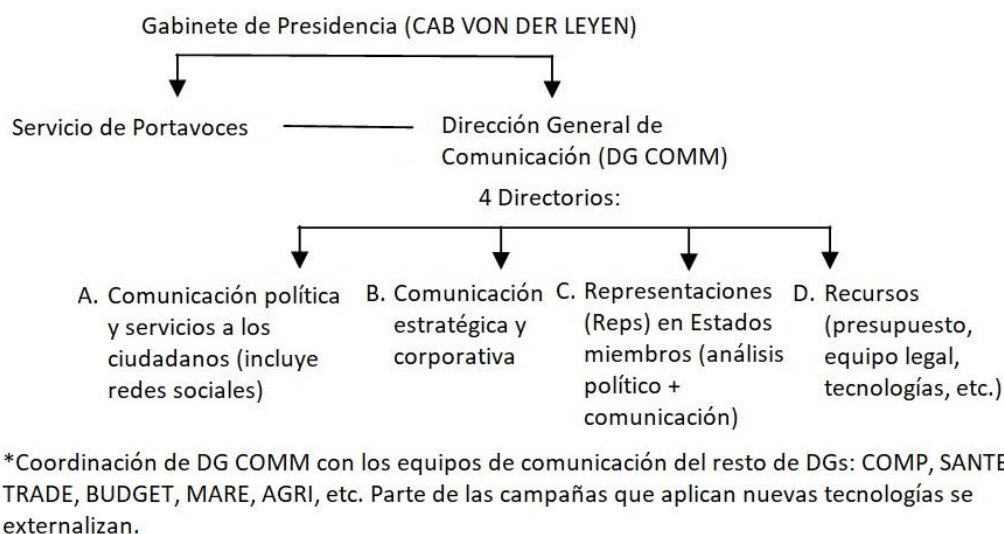 Gabinete de Presidencia (CAB VON DER LEYEN)
Servicio de Portavoces
Dirección General de
Comunicación (DG COMM)
4 Directorios:
A. Comunicación política
y servicios a los
ciudadanos (incluye
redes sociales)
B. Comunicación
estratégica y
corporativa
C. Representaciones
(Reps) en Estados
miembros (análisis
político +
comunicación)
D. Recursos
(presupuesto,
equipo legal,
tecnologías, etc.)
*Coordinación de DG COMM con los equipos de comunicación del resto de DGs: COMP, SANTE
TRADE, BUDGET, MARE, AGRI, etc. Parte de las campañas que aplican nuevas tecnologías se
externalizan.